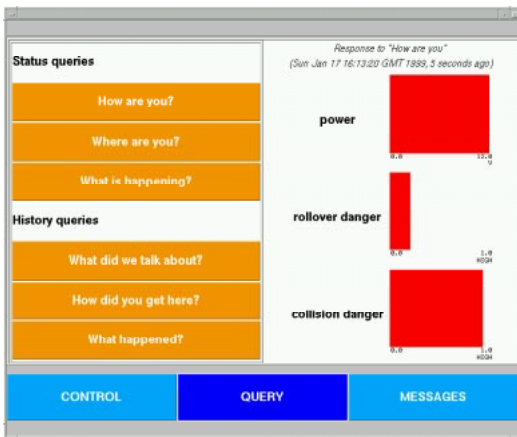 Status queries
How are you?
Where are you?
What is happening?
History queries
What did we talk about?
How did you get here?
What happened?
Response to "How are you"
(Sun Jan 17 16:13:20 GMT 1999, 5 seconds ago)
power
0.0 12.0
V
rollover danger
0.0 1.0
HIGH
collision danger
0.0 1.0
HIGH
CONTROL QUERY MESSAGES